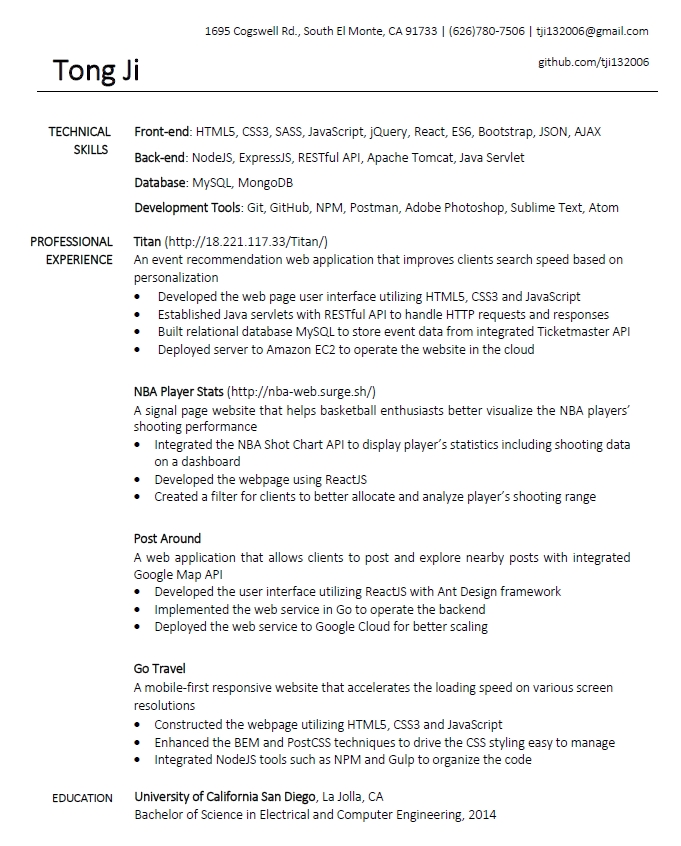 1695 Cogswell Rd., South El Monte, CA 91733 | (626)780-7506 | tji132006@gmail.com
Tong Ji
github.com/tji132006
TECHNICAL
SKILLS
Front-end: HTML5, CSS3, SASS, JavaScript, jQuery, React, ES6, Bootstrap, JSON, AJAX
Back-end: NodeJS, ExpressJS, RESTful API, Apache Tomcat, Java Servlet
Database: MySQL, MongoDB
Development Tools: Git, GitHub, NPM, Postman, Adobe Photoshop, Sublime Text, Atom
PROFESSIONAL
EXPERIENCE
Titan (http://18.221.117.33/Titan/)
An event recommendation web application that improves clients search speed based on
personalization
• Developed the web page user interface utilizing HTML5, CSS3 and JavaScript
• Established Java servlets with RESTful API to handle HTTP requests and responses
• Built relational database MySQL to store event data from integrated Ticketmaster API
• Deployed server to Amazon EC2 to operate the website in the cloud
NBA Player Stats (http://nba-web.surge.sh/)
A signal page website that helps basketball enthusiasts better visualize the NBA players’
shooting performance
• Integrated the NBA Shot Chart API to display player’s statistics including shooting data
on a dashboard
• Developed the webpage using ReactJS
• Created a filter for clients to better allocate and analyze player’s shooting range
Post Around
A web application that allows clients to post and explore nearby posts with integrated
Google Map API
• Developed the user interface utilizing ReactJS with Ant Design framework
• Implemented the web service in Go to operate the backend
• Deployed the web service to Google Cloud for better scaling
Go Travel
A mobile-first responsive website that accelerates the loading speed on various screen
resolutions
• Constructed the webpage utilizing HTML5, CSS3 and JavaScript
• Enhanced the BEM and PostCSS techniques to drive the CSS styling easy to manage
• Integrated NodeJS tools such as NPM and Gulp to organize the code
EDUCATION
University of California San Diego, La Jolla, CA
Bachelor of Science in Electrical and Computer Engineering, 2014